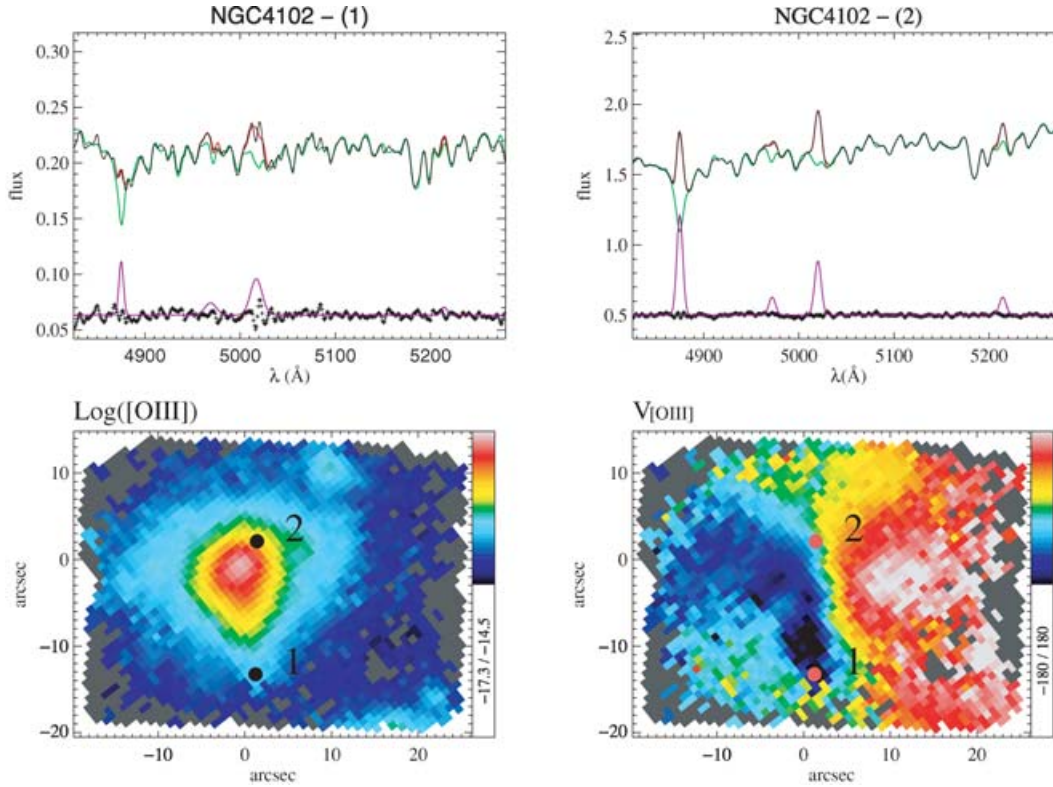 NGC4102 – (1)
0.30
0.25
0.20
0.15
0.10
0.05
flux
4900 5000 5100 5200
λ (Å)
NGC4102 – (2)
2.5
2.0
1.5
1.0
0.5
flux
4900 5000 5100 5200
λ(Å)
Log([OIII])
10
0
−10
−20
arcsec
2
1
−10 0 10 20
arcsec
−17.3 / −14.5
V[OIII]
10
0
−10
−20
arcsec
2
1
−10 0 10 20
arcsec
−180 / 180